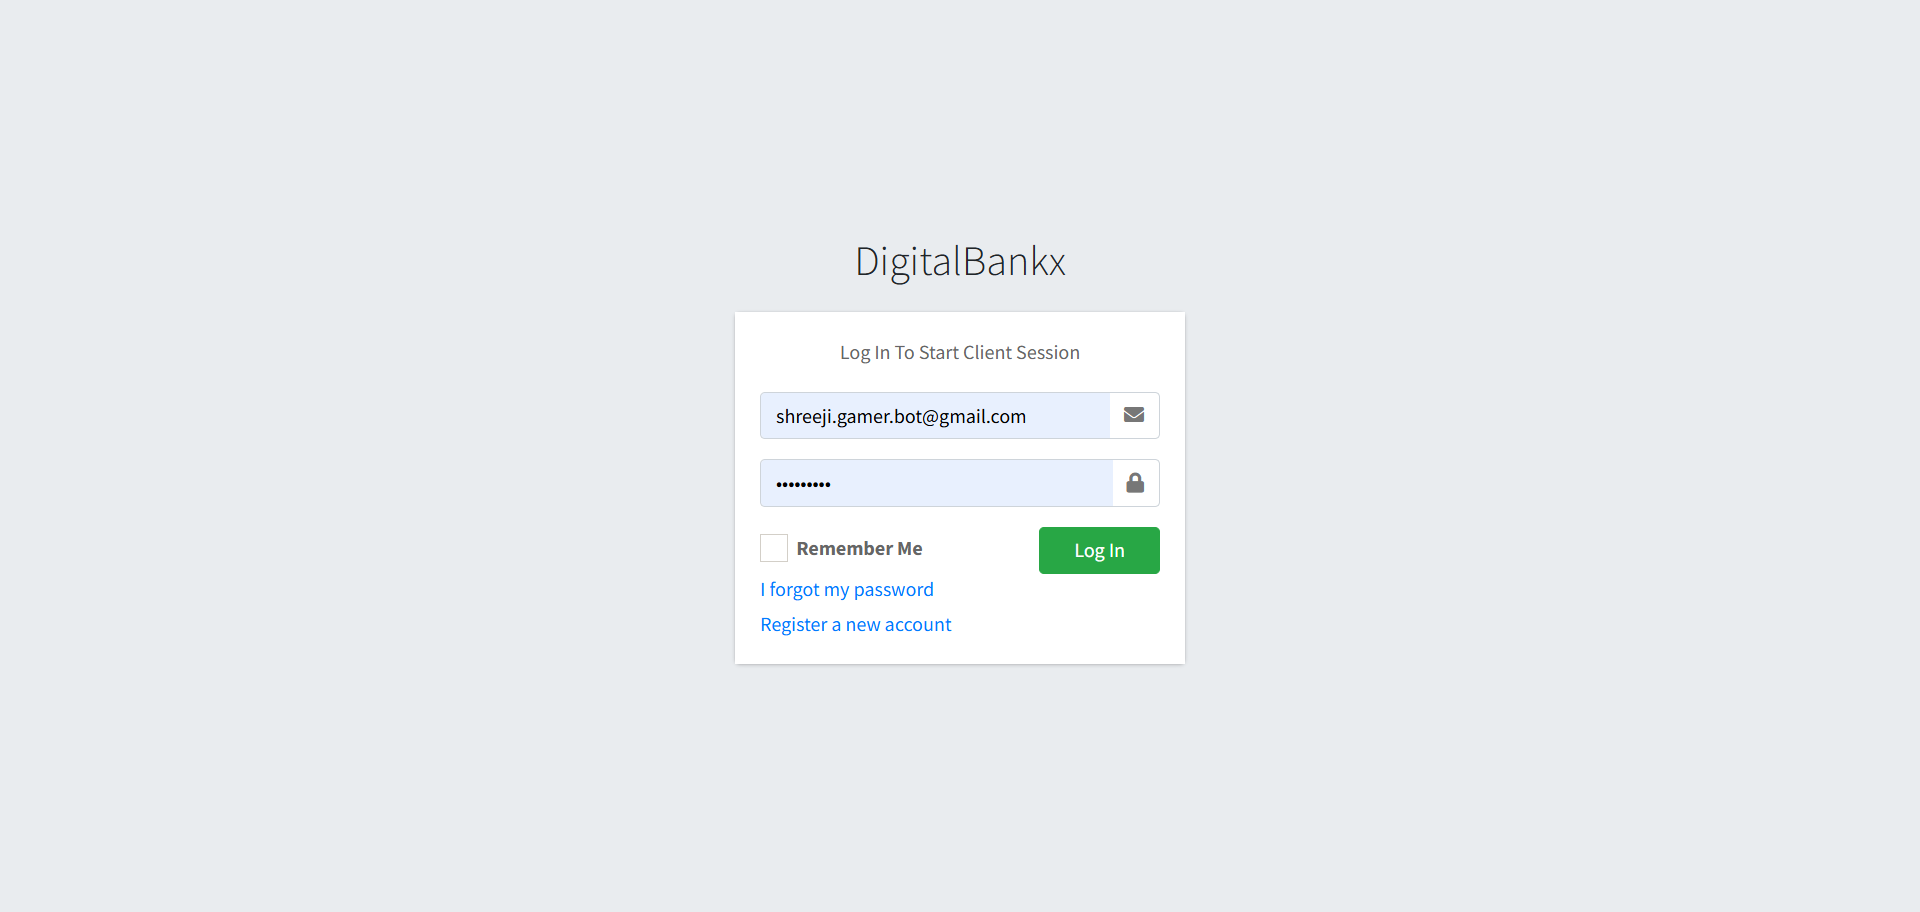 DigitalBankx
Log In To Start Client Session
shreeji.gamer.bot@gmail.com
•••••••••
Remember Me
Log In
I forgot my password
Register a new account